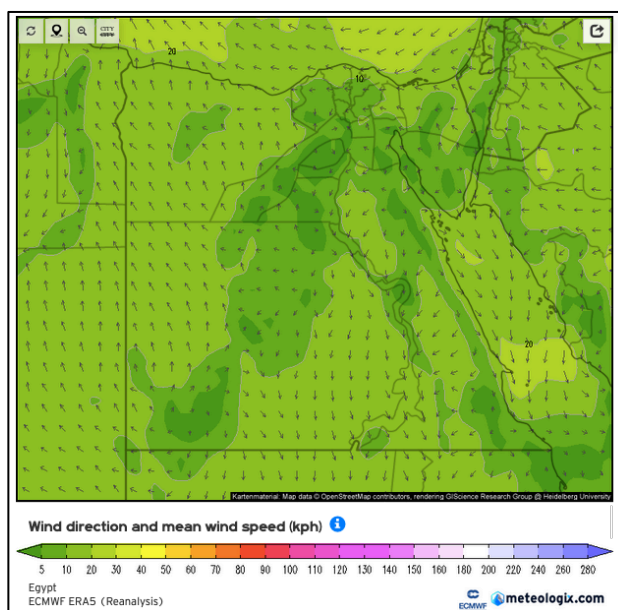 CITY
20
10
20
Kartenmaterial: Map data © OpenStreetMap contributors, rendering GIScience Research Group @ Heidelberg University
Wind direction and mean wind speed (kph) i
5 10 20 30 40 50 60 70 80 90 100 110 120 130 140 150 160 180 200 220 240 260 280
Egypt
ECMWF ERA5 (Reanalysis)
ECMWF meteologix.com